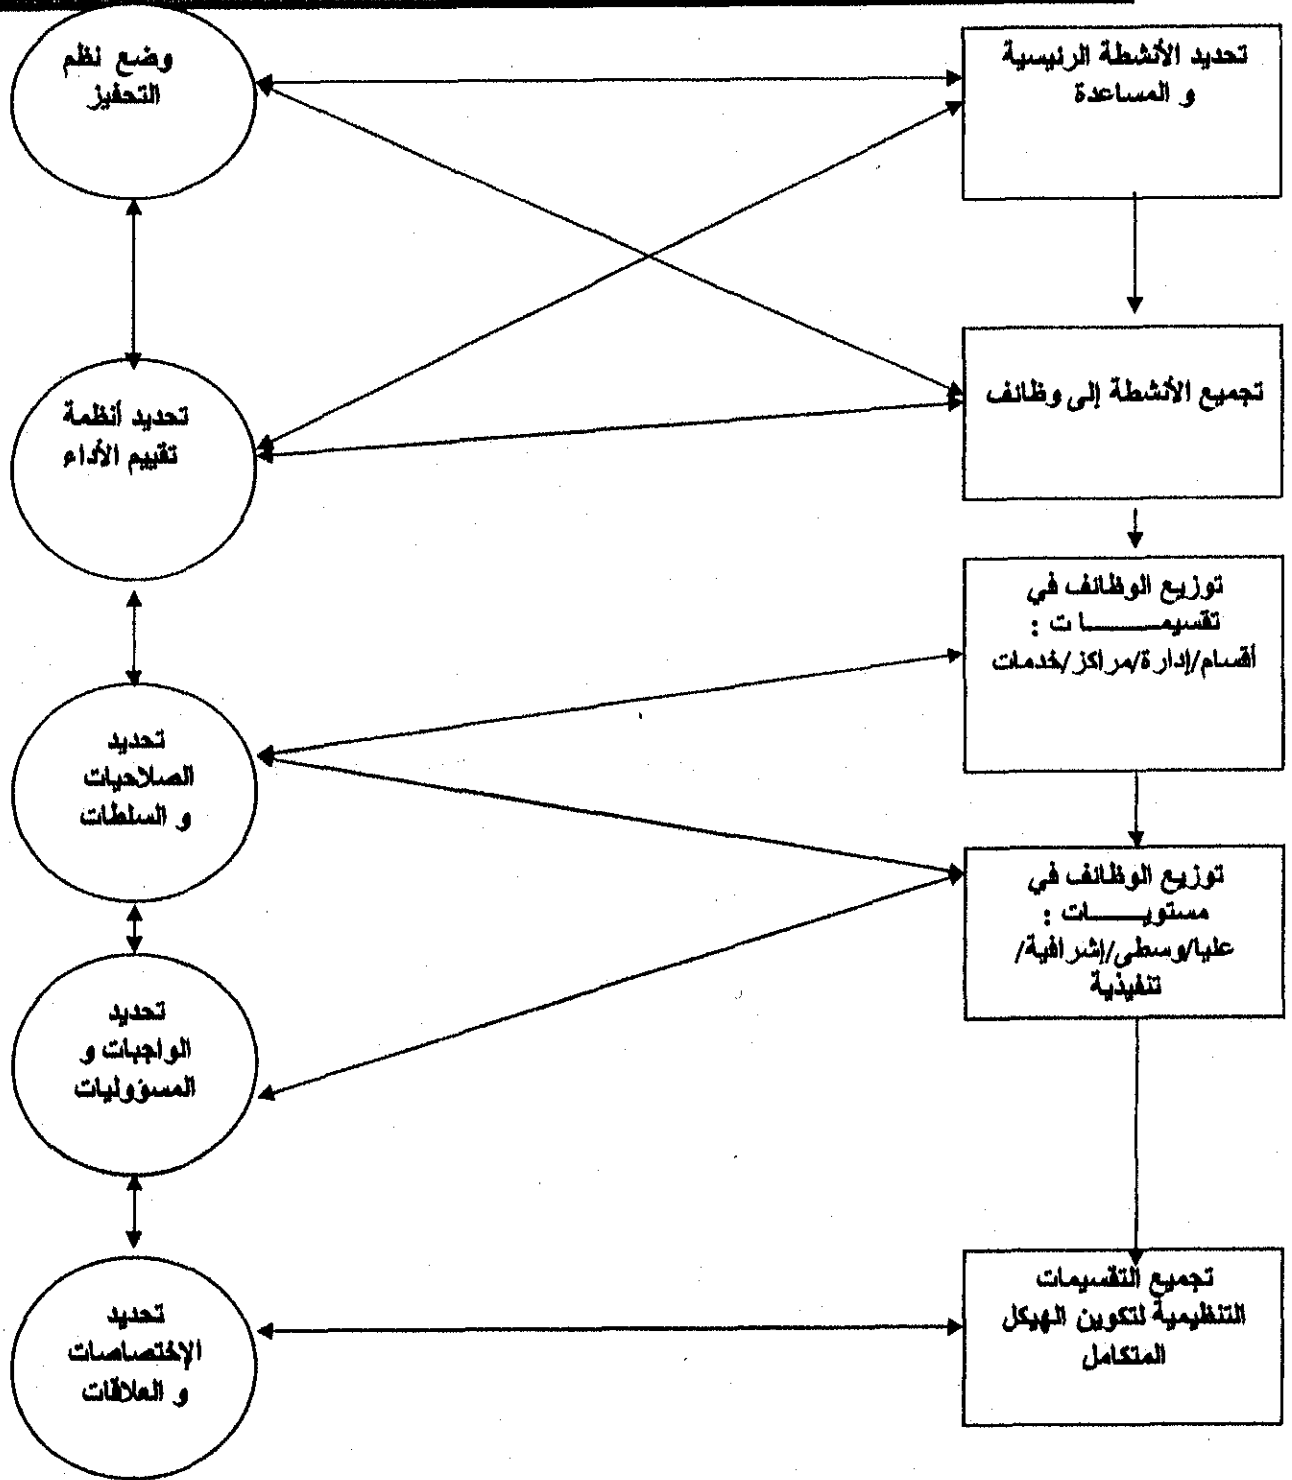 تحديد الأنشطة الرئيسية
و المساعدة
تجميع الأنشطة إلى وظائف
توزيع الوظائف في
تقسيمـــــــات :
أقسام/إدارة/مراكز/خدمات
توزيع الوظائف في
مستويـــــات :
عليا/وسطى/إشرافية/
تنفيذية
تجميع التقسيمات
التنظيمية لتكوين الهيكل
المتكامل
وضع نظم
التحفيز
تحديد أنظمة
تقييم الأداء
تحديد
الصلاحيات
و السلطات
تحديد
الواجبات و
المسؤوليات
تحديد
الإختصاصات
و العلاقات